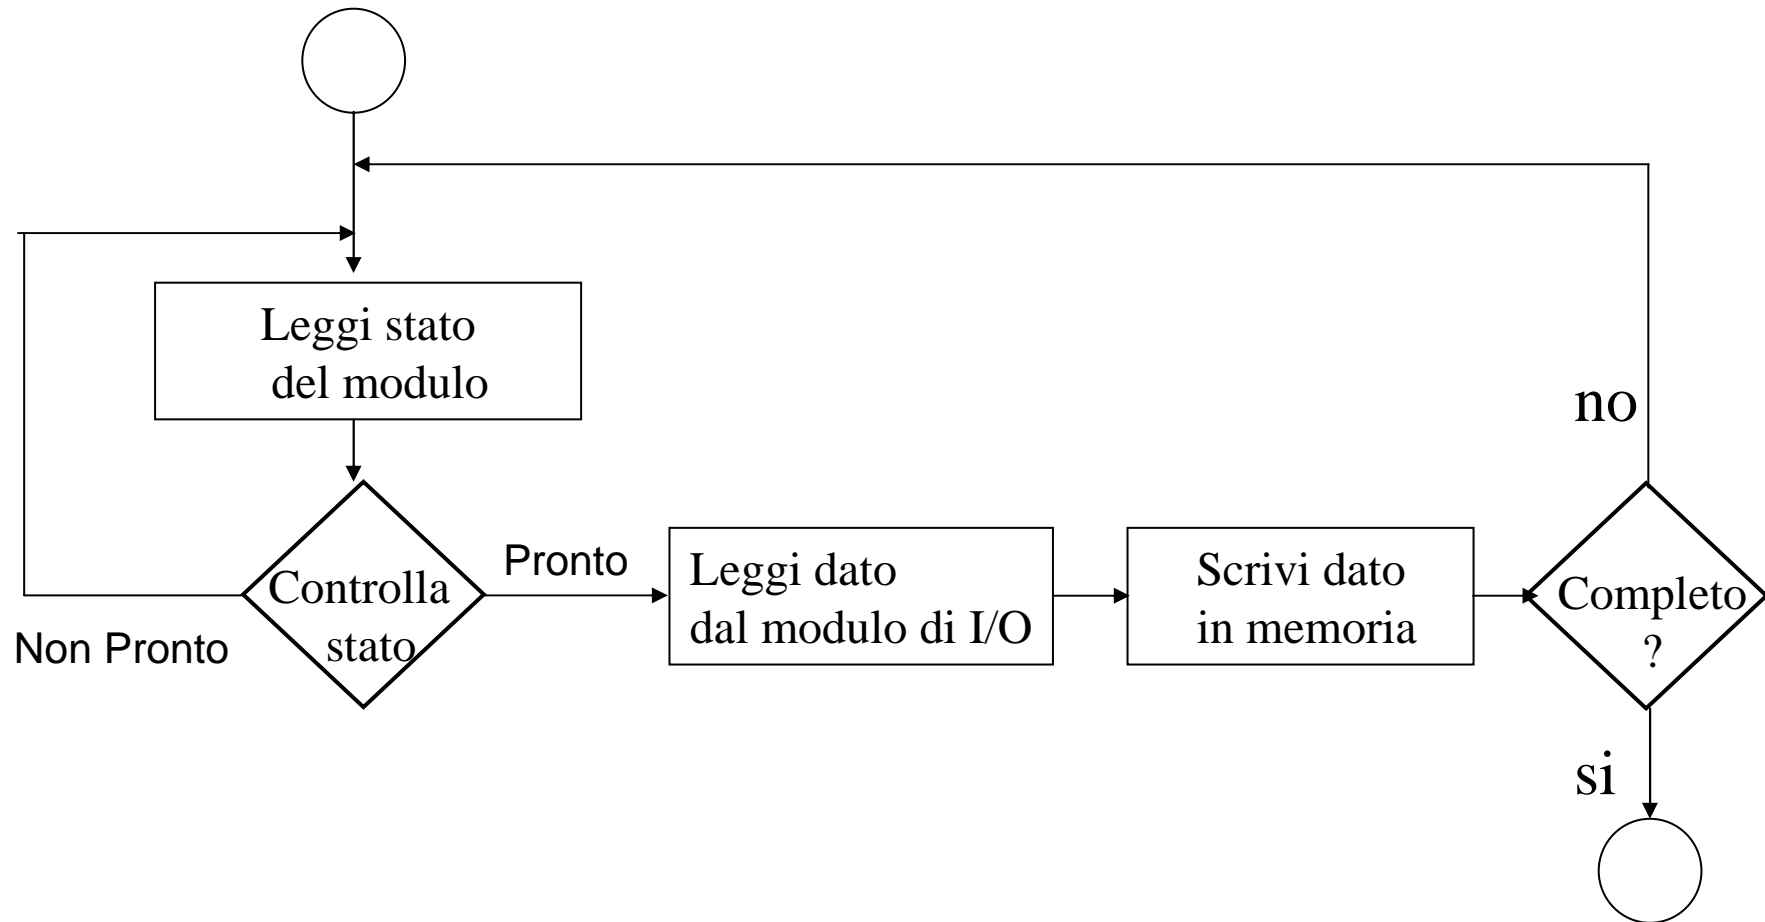 Leggi stato
del modulo
no
Controlla
stato
Non Pronto
Pronto
Leggi dato
dal modulo di I/O
Scrivi dato
in memoria
Completo
?
si